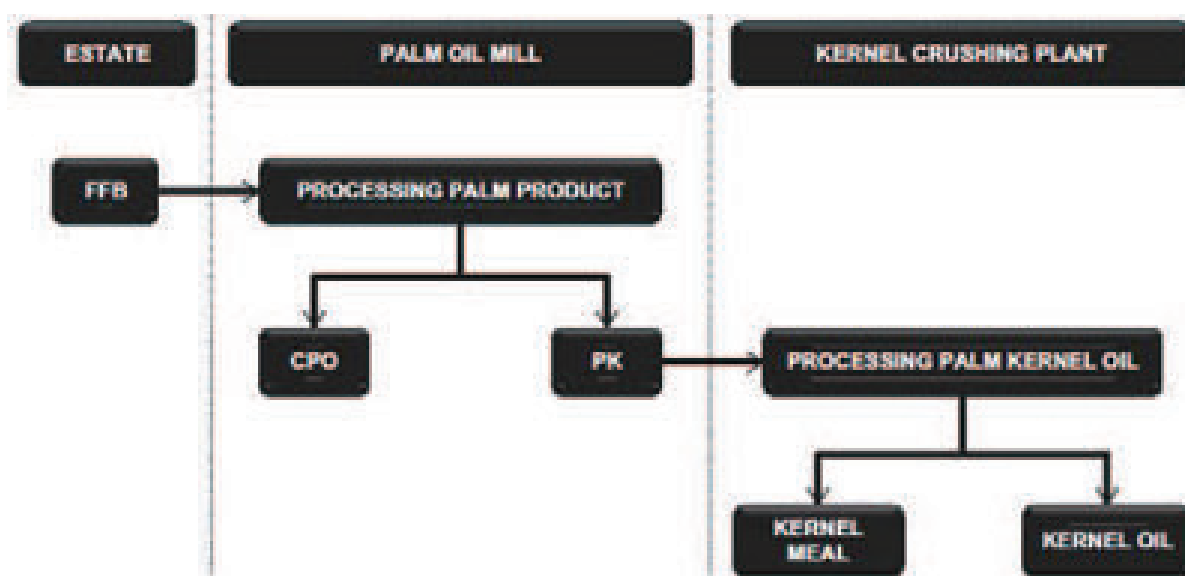 ESTATE
PALM OIL MILL
KERNEL CRUSHING PLANT
FFB
PROCESSING PALM PRODUCT
CPO
PK
PROCESSING PALM KERNEL OIL
KERNEL
MEAL
KERNEL OIL